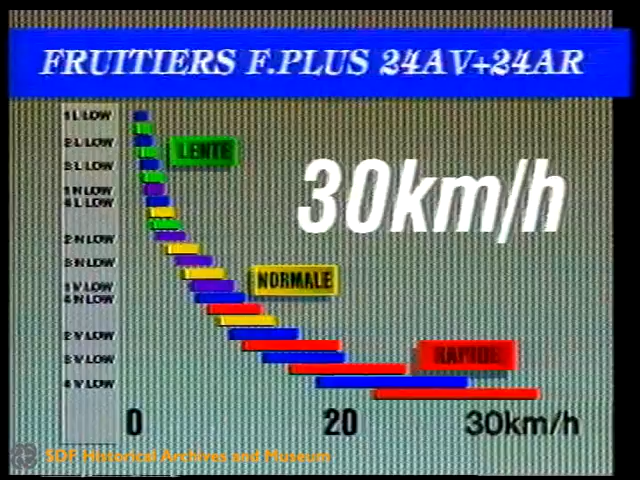 FRUITIERS F.PLUS 24AV+24AR
1 L LOW
2 L LOW
3 L LOW
1 N LOW
4 L LOW
2 N LOW
3 N LOW
1 V LOW
4 N LOW
2 V LOW
3 V LOW
4 V LOW
LENTE
30km/h
NORMALE
RAPIDE
0 20 30km/h
SDF Historical Archives and Museum